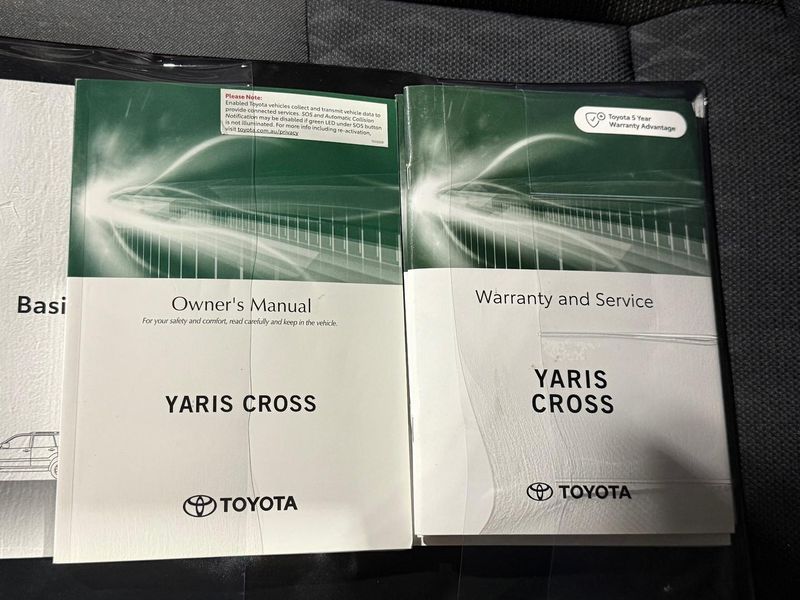 Please Note:
Enabled Toyota vehicles collect and transmit vehicle data to
provide connected services. SOS and Automatic Collision
Notification may be disabled if green LED under SOS button
is not illuminated. For more info including re-activation,
visit toyota.com.au/privacy
Owner's Manual
For your safety and comfort, read carefully and keep in the vehicle.
YARIS CROSS
TOYOTA
Toyota 5 Year
Warranty Advantage
Warranty and Service
YARIS
CROSS
TOYOTA
Basi